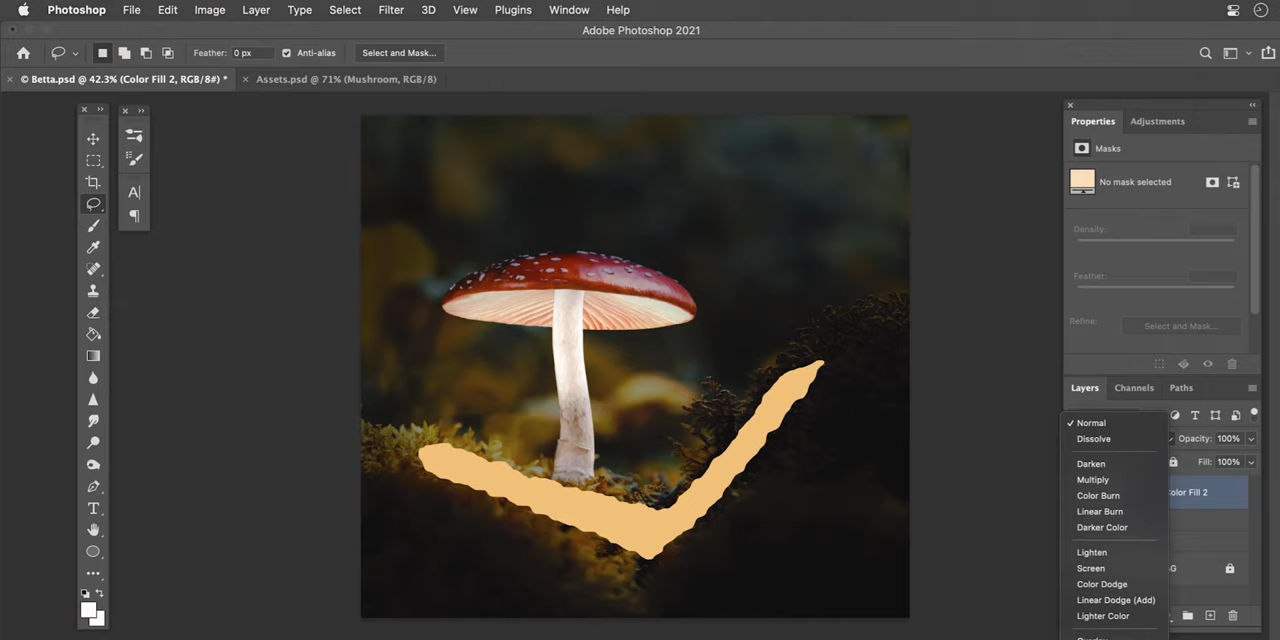 Photoshop File Edit Image Layer Type Select Filter 3D View Plugins Window Help
Adobe Photoshop 2021
Feather: 0 px Anti-alias Select and Mask...
© Betta.psd @ 42.3% (Color Fill 2, RGB/8#) * Assets.psd @ 71% (Mushroom, RGB/8)
Properties Adjustments
Masks
No mask selected
Density:
Feather:
Refine: Select and Mask...
Layers Channels Paths
Normal
Opacity: 100%
Dissolve
Fill: 100%
Darken
Multiply
Color Fill 2
Color Burn
Linear Burn
Darker Color
Lighten
Screen
Color Dodge
Linear Dodge (Add)
Lighter Color